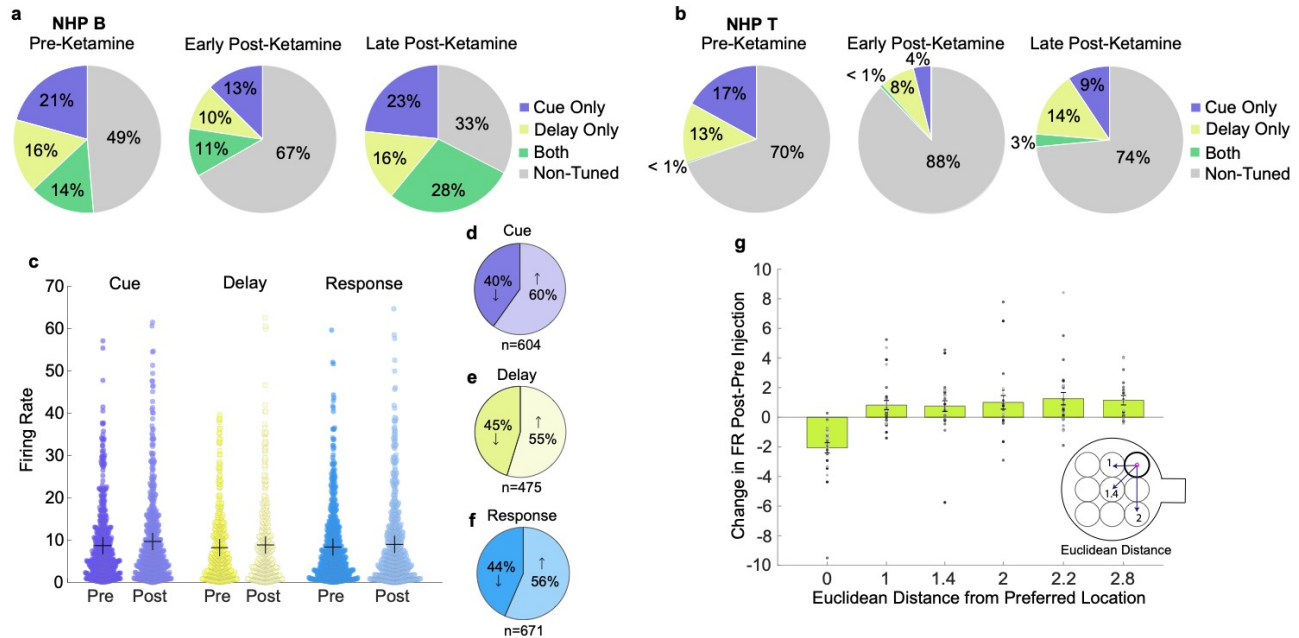 a
NHP B
Pre-Ketamine
Early Post-Ketamine
Late Post-Ketamine
21%
16%
14%
49%
13%
10%
11%
67%
23%
16%
28%
33%
Cue Only
Delay Only
Both
Non-Tuned
b
NHP T
Pre-Ketamine
Early Post-Ketamine
Late Post-Ketamine
17%
13%
< 1%
70%
4%
8%
< 1%
88%
9%
14%
3%
74%
Cue Only
Delay Only
Both
Non-Tuned
c
Cue
Delay
Response
Firing Rate
70
60
50
40
30
20
10
0
Pre
Post
Pre
Post
Pre
Post
d
Cue
40%
↓
↑
60%
n=604
e
Delay
45%
↓
↑
55%
n=475
f
Response
44%
↓
↑
56%
n=671
g
Change in FR Post-Pre Injection
10
8
6
4
2
0
-2
-4
-6
-8
-10
0
1
1.4
2
2.2
2.8
Euclidean Distance from Preferred Location
1
1.4
2
Euclidean Distance